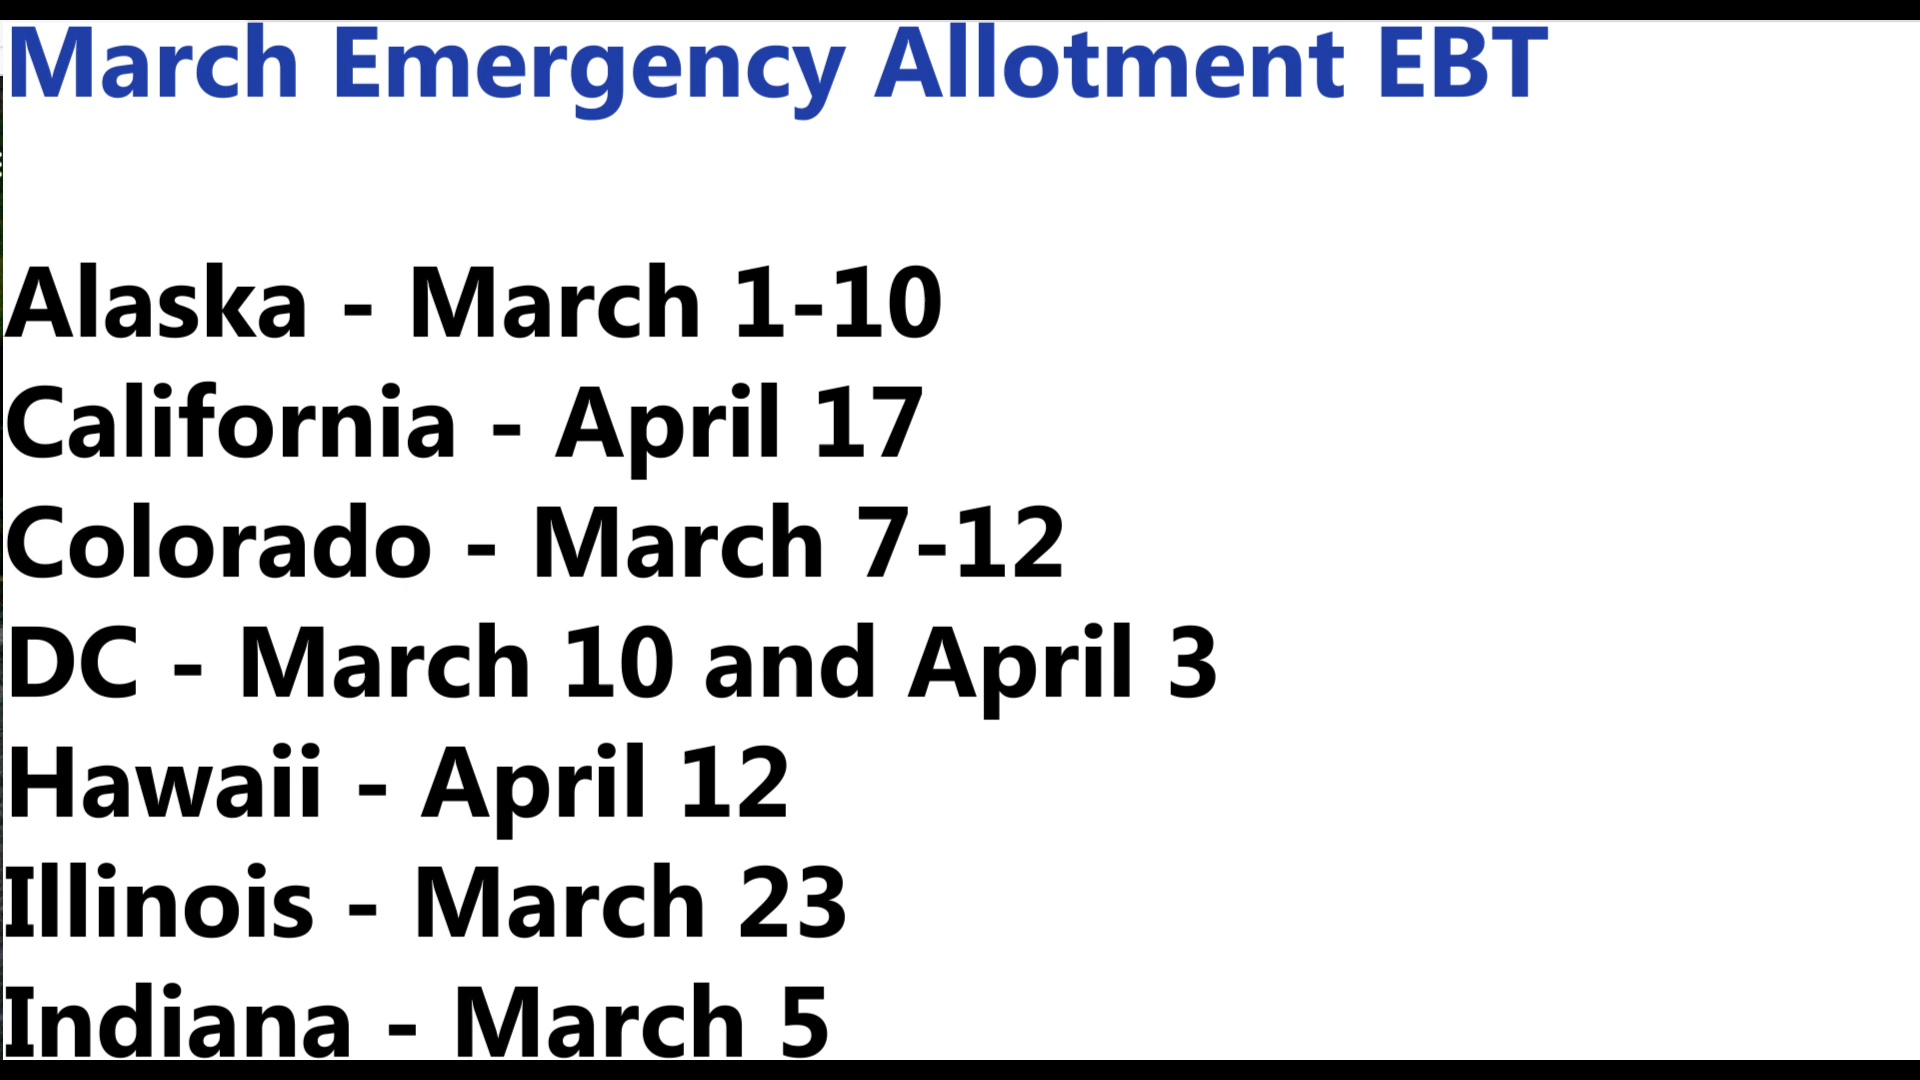 March Emergency Allotment EBT
Alaska - March 1-10
California - April 17
Colorado - March 7-12
DC - March 10 and April 3
Hawaii - April 12
Illinois - March 23
Indiana - March 5